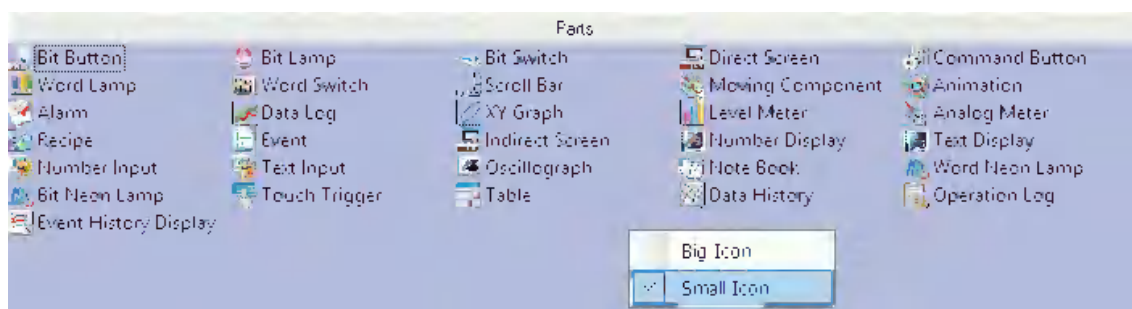 Parts
Bit Button Bit Lamp Bit Switch Direct Screen Command Button
Word Lamp Word Switch Scroll Bar Moving Component Animation
Alarm Data Log XY Graph Level Meter Analog Meter
Recipe Event Indirect Screen Number Display Text Display
Number Input Text Input Oscillograph Note Book Word Neon Lamp
Bit Neon Lamp Touch Trigger Table Data History Operation Log
Event History Display
Big Icon
Small Icon